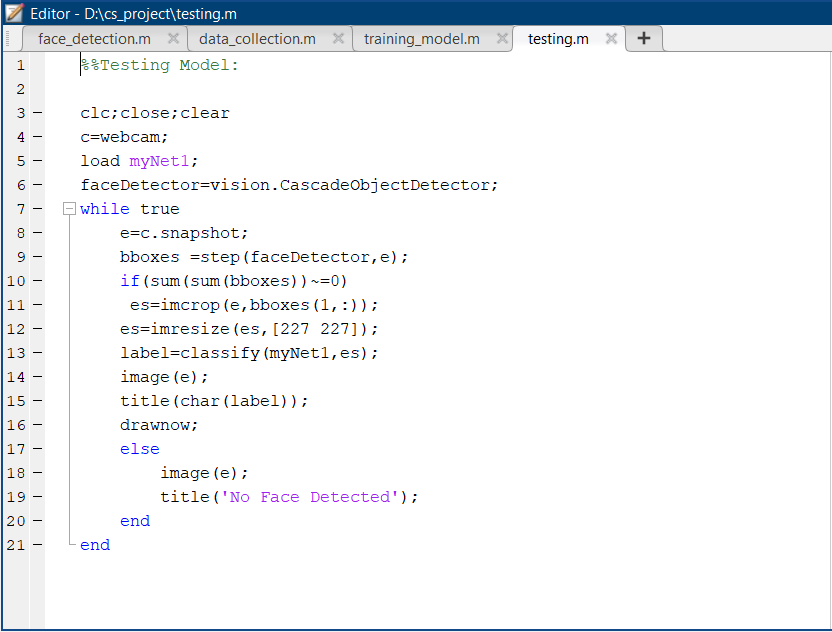 Editor - D:\cs_project\testing.m
face_detection.m × data_collection.m × training_model.m × testing.m × +
1 %%Testing Model:
2
3 — clc;close;clear
4 — c=webcam;
5 — load myNet1;
6 — faceDetector=vision.CascadeObjectDetector;
7 — while true
8 — e=c.snapshot;
9 — bboxes =step(faceDetector,e);
10 — if(sum(sum(bboxes))~=0)
11 — es=imcrop(e,bboxes(1,:));
12 — es=imresize(es,[227 227]);
13 — label=classify(myNet1,es);
14 — image(e);
15 — title(char(label));
16 — drawnow;
17 — else
18 — image(e);
19 — title('No Face Detected');
20 — end
21 — end